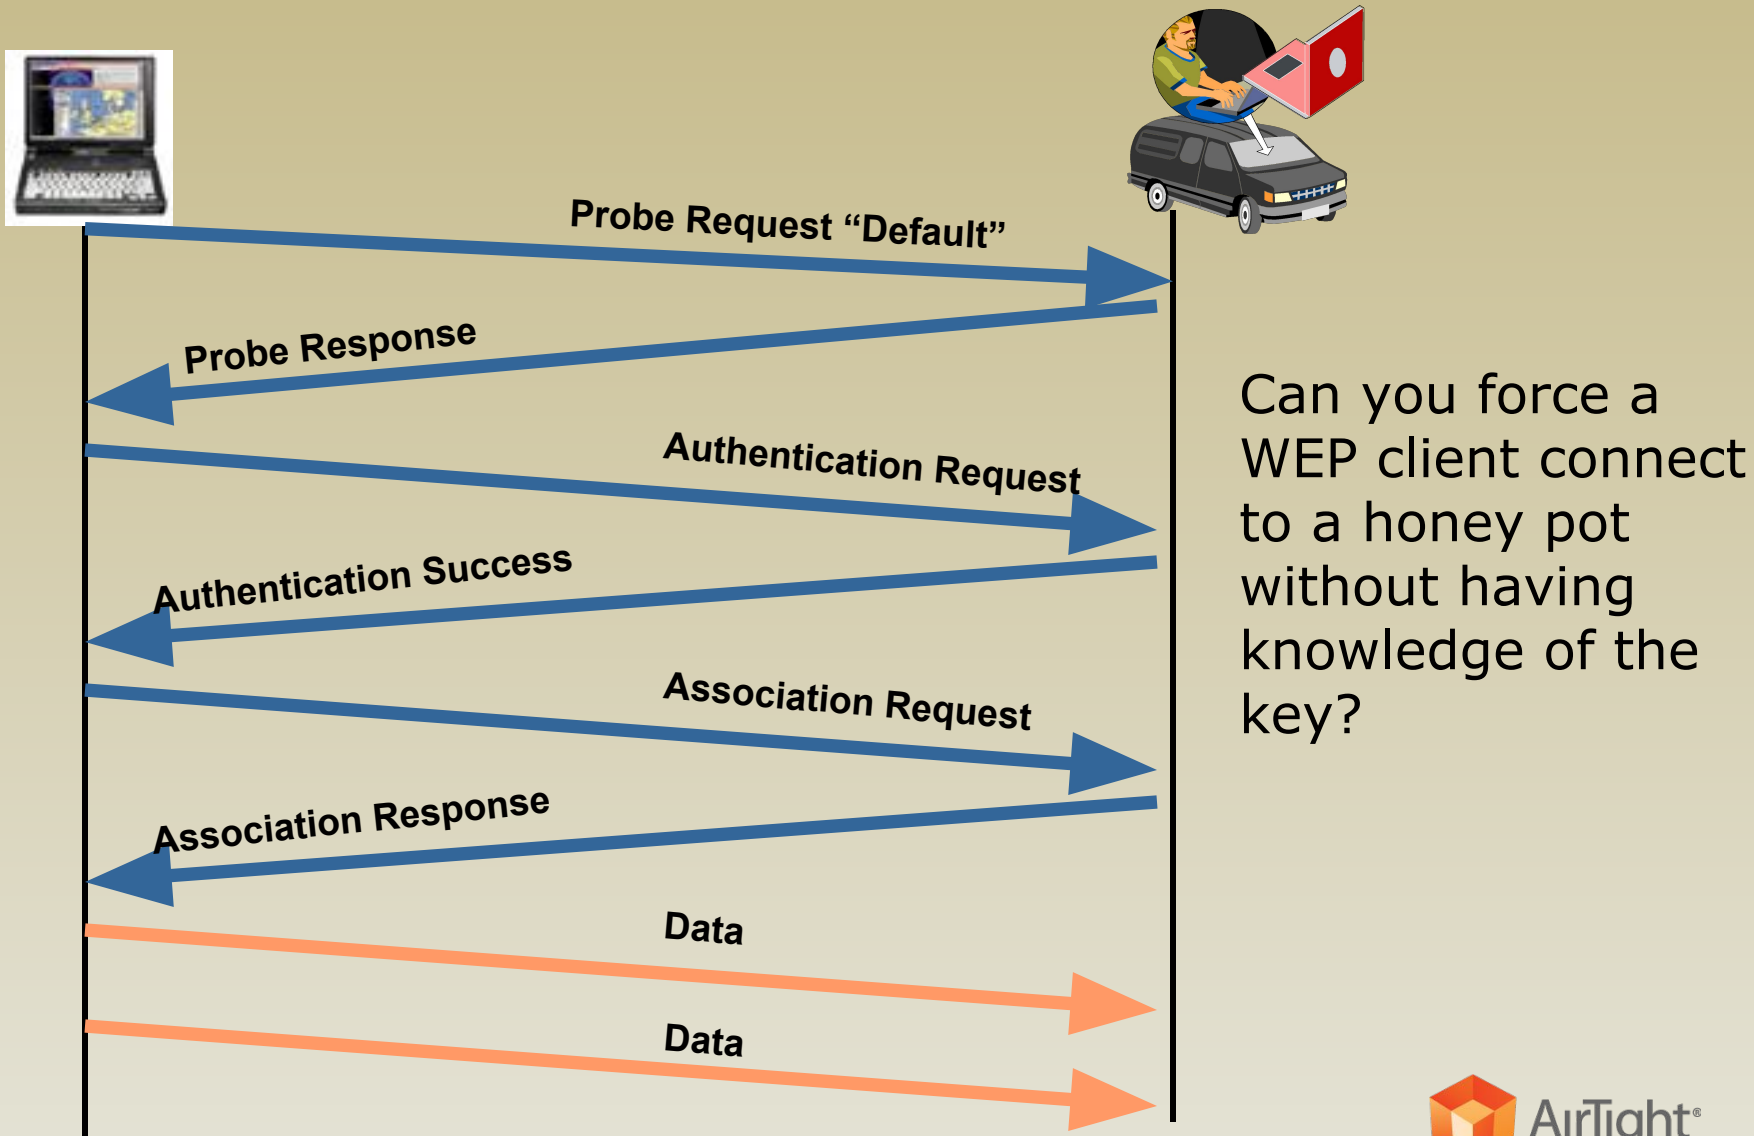 Probe Request “Default”
Probe Response
Authentication Request
Authentication Success
Association Request
Association Response
Data
Data
Can you force a
WEP client connect
to a honey pot
without having
knowledge of the
key?
AirTight®